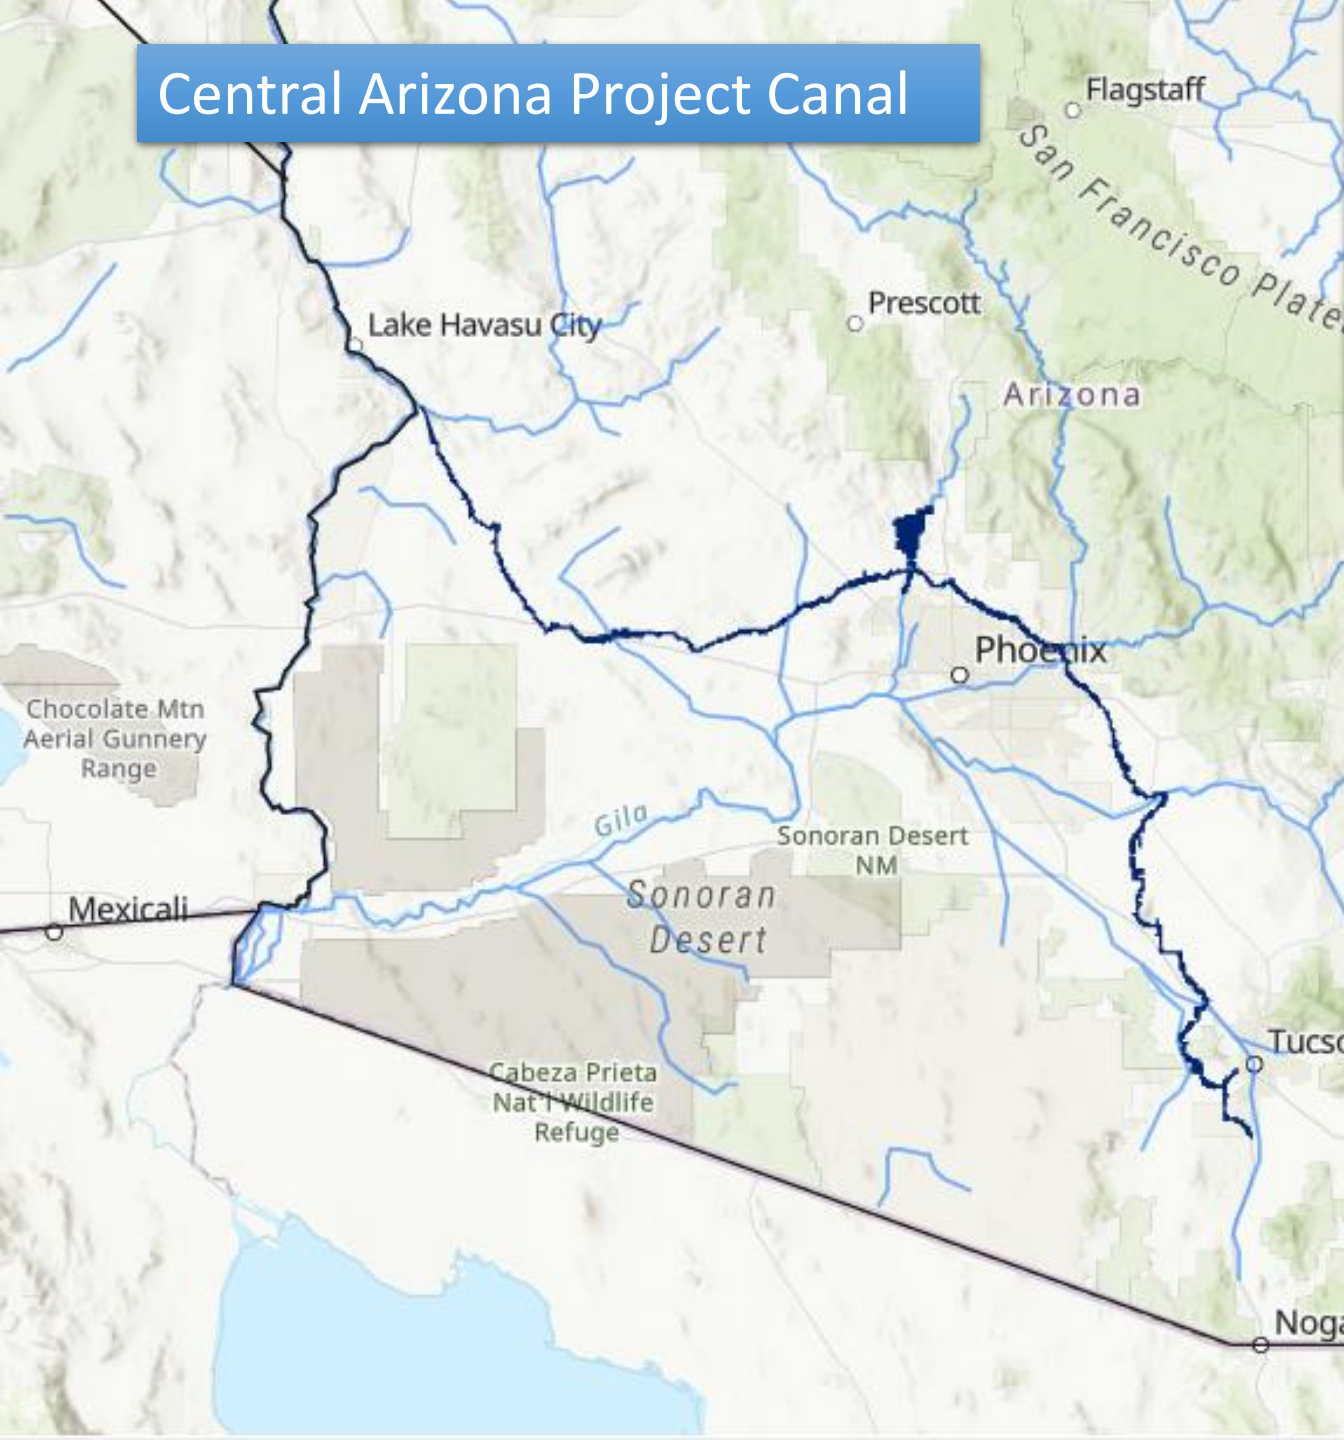 Central Arizona Project Canal
Flagstaff
San Francisco Plate
Prescott
Lake Havasu City
Arizona
Phoenix
Chocolate Mtn
Aerial Gunnery
Range
Gila
Sonoran Desert
NM
Sonoran
Desert
Mexicali
Tucso
Cabeza Prieta
Nat'l Wildlife
Refuge
Noga